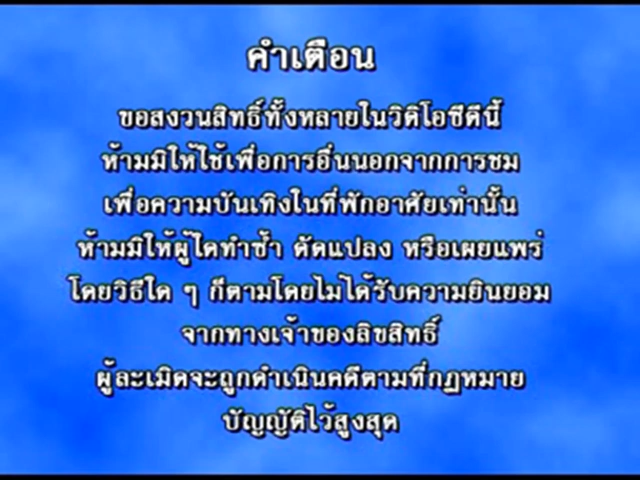 คำเตือน
ขอสงวนสิทธิ์ทั้งหลายในวิดิโอซีดีนี้
ห้ามมิให้ใช้เพื่อการอื่นนอกจากการชม
เพื่อความบันเทิงในที่พักอาศัยเท่านั้น
ห้ามมิให้ผู้ใดทำซ้ำ ดัดแปลง หรือเผยแพร่
โดยวิธีใด ๆ ก็ตามโดยไม่ได้รับความยินยอม
จากทางเจ้าของลิขสิทธิ์
ผู้ละเมิดจะถูกดำเนินคดีตามที่กฎหมาย
บัญญัติไว้สูงสุด